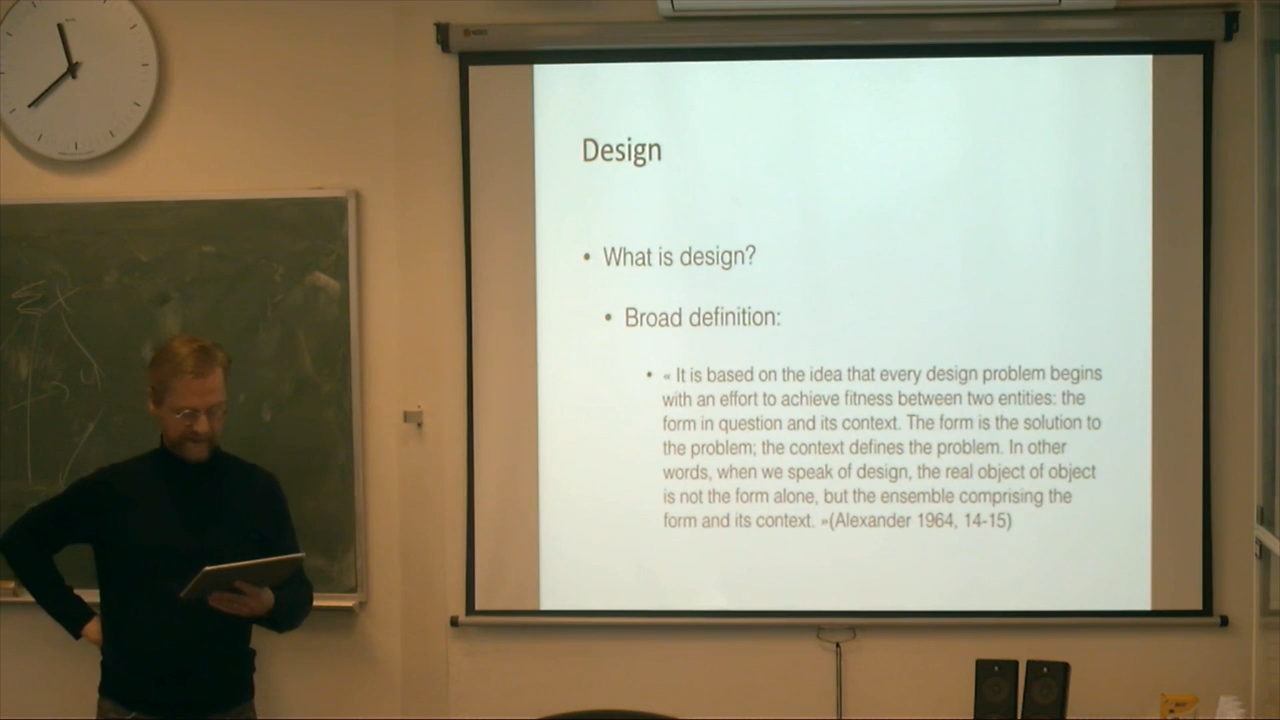 Design
• What is design?
• Broad definition:
• « It is based on the idea that every design problem begins
with an effort to achieve fitness between two entities: the
form in question and its context. The form is the solution to
the problem; the context defines the problem. In other
words, when we speak of design, the real object of object
is not the form alone, but the ensemble comprising the
form and its context. »(Alexander 1964, 14-15)
EX